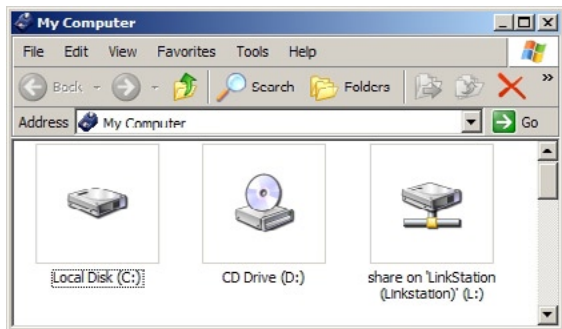 My Computer
File Edit View Favorites Tools Help
Back Search Folders »
Address My Computer Go
Local Disk (C:) CD Drive (D:) share on 'LinkStation
(Linkstation)' (L:)